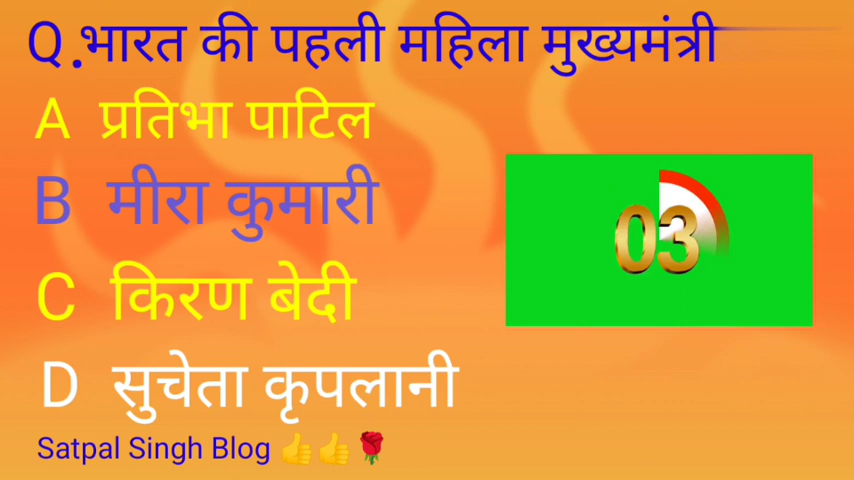 Q.भारत की पहली महिला मुख्यमंत्री
A प्रतिभा पाटिल
B मीरा कुमारी
03
C किरण बेदी
D सुचेता कृपलानी
Satpal Singh Blog 👍👍🌹